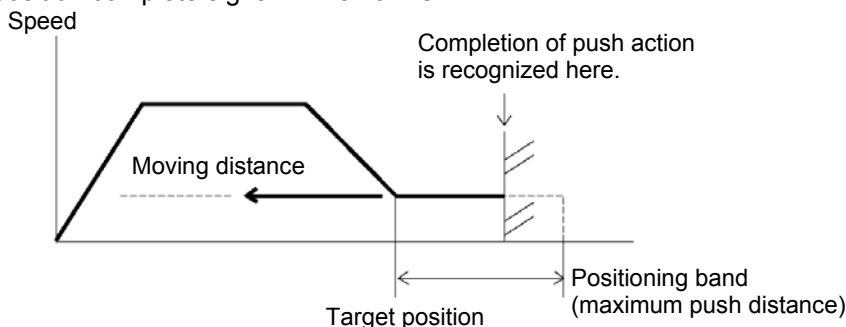 Speed
Completion of push action
is recognized here.
Moving distance
Positioning band
(maximum push distance)
Target position